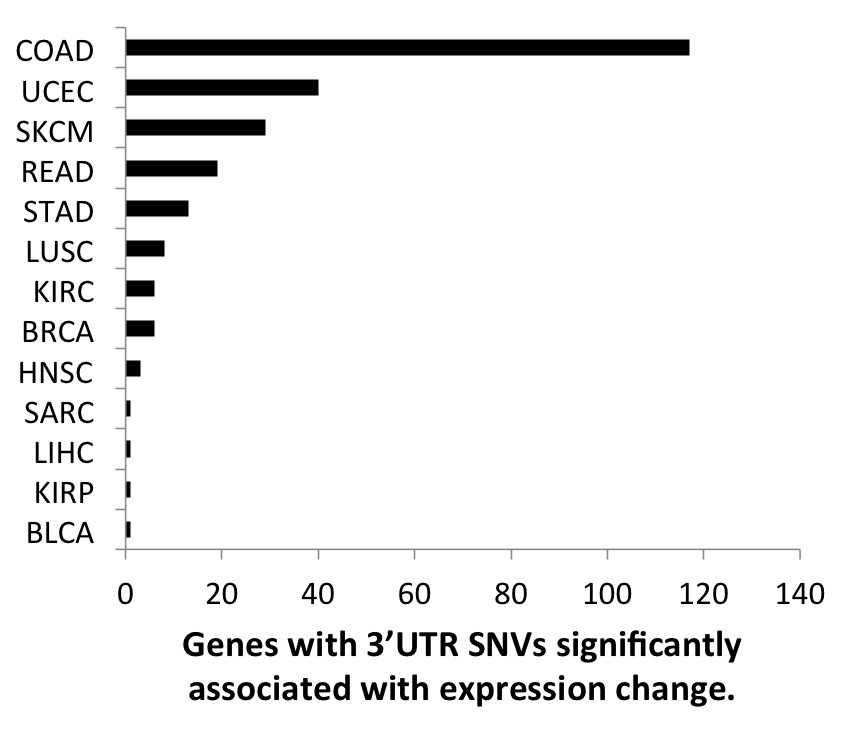 COAD
UCEC
SKCM
READ
STAD
LUSC
KIRC
BRCA
HNSC
SARC
LIHC
KIRP
BLCA
0 20 40 60 80 100 120 140
Genes with 3’UTR SNVs significantly
associated with expression change.